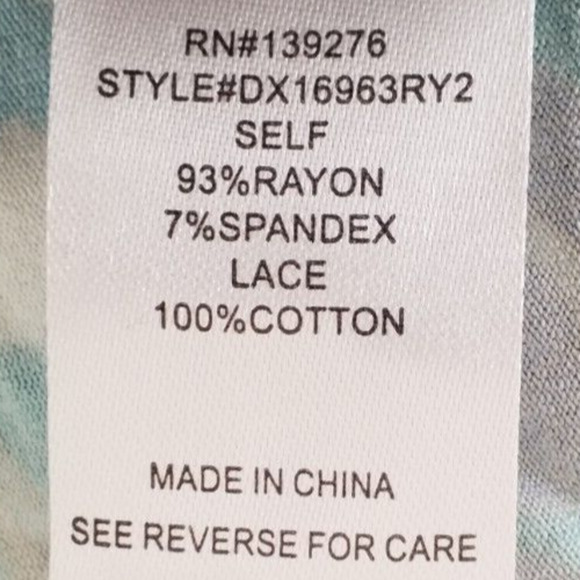 RN#139276
STYLE#DX16963RY2
SELF
93%RAYON
7%SPANDEX
LACE
100%COTTON
MADE IN CHINA
SEE REVERSE FOR CARE